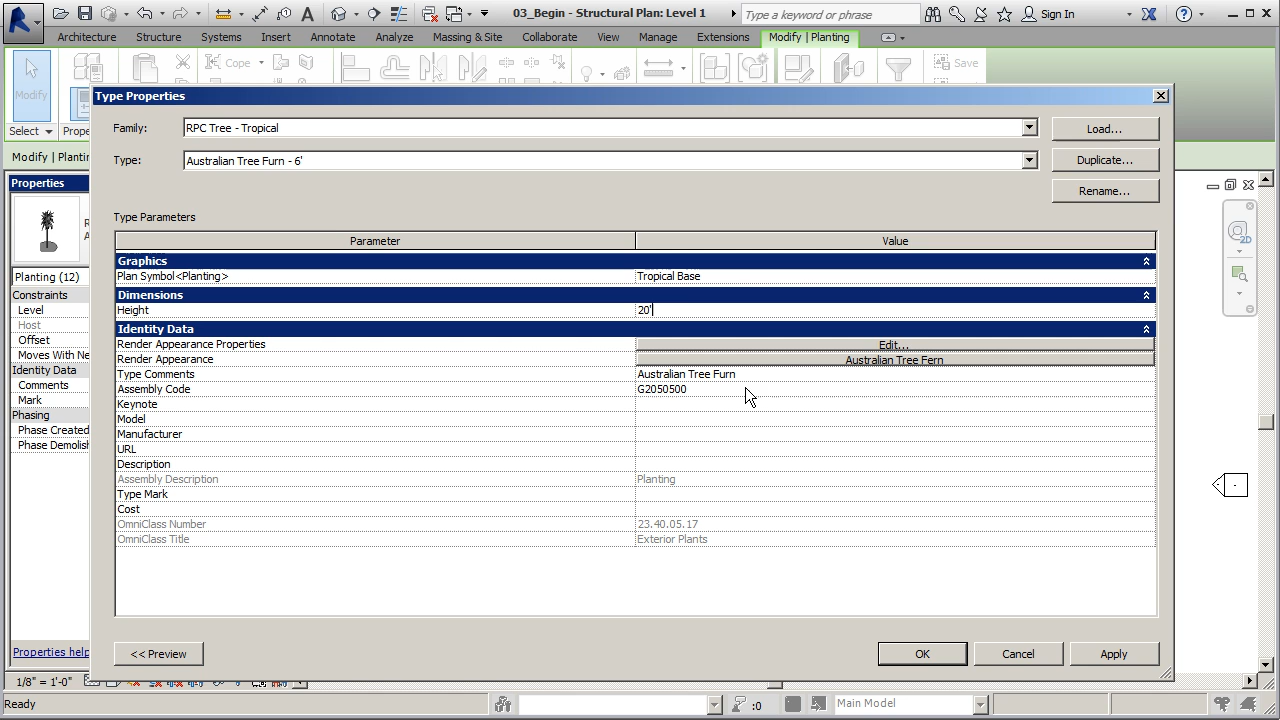 03_Begin - Structural Plan: Level 1
Type a keyword or phrase
Sign In
Architecture
Structure
Systems
Insert
Annotate
Analyze
Massing & Site
Collaborate
View
Manage
Extensions
Modify | Planting
Modify
Cope
Save
Select
Modify | Planti
Type Properties
Family:
RPC Tree - Tropical
Load...
Type:
Australian Tree Furn - 6'
Duplicate...
Rename...
Type Parameters
Parameter
Value
Graphics
Plan Symbol<Planting>
Tropical Base
Dimensions
Height
20'
Identity Data
Render Appearance Properties
Edit...
Render Appearance
Australian Tree Fern
Type Comments
Australian Tree Furn
Assembly Code
G2050500
Keynote
Model
Manufacturer
URL
Description
Assembly Description
Planting
Type Mark
Cost
OmniClass Number
23.40.05.17
OmniClass Title
Exterior Plants
<< Preview
OK
Cancel
Apply
Properties
Planting (12)
Constraints
Level
Host
Offset
Moves With Ne
Identity Data
Comments
Mark
Phasing
Phase Created
Phase Demolis
Properties help
2D
1/8" = 1'-0"
Ready
:0
Main Model